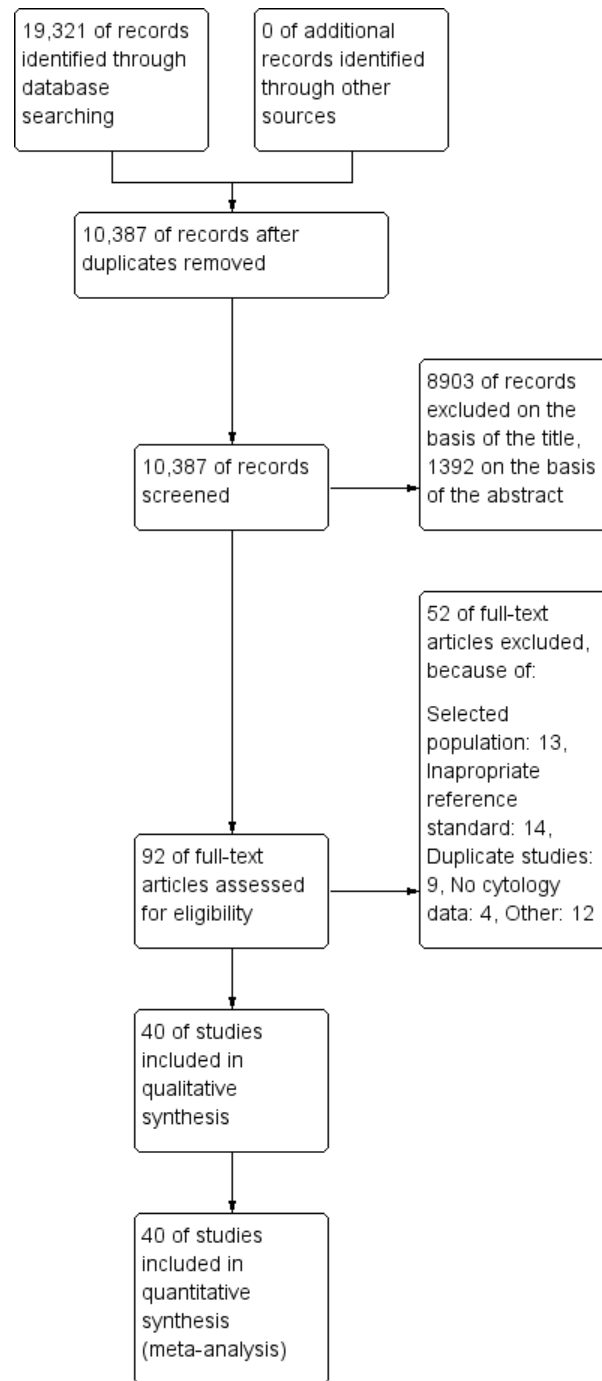 19,321 of records
identified through
database
searching
0 of additional
records identified
through other
sources
10,387 of records after
duplicates removed
10,387 of records
screened
8903 of records
excluded on the
basis of the title,
1392 on the basis
of the abstract
92 of full-text
articles assessed
for eligibility
52 of full-text
articles excluded,
because of:
Selected
population: 13,
Inapropriate
reference
standard: 14,
Duplicate studies:
9, No cytology
data: 4, Other: 12
40 of studies
included in
qualitative
synthesis
40 of studies
included in
quantitative
synthesis
(meta-analysis)